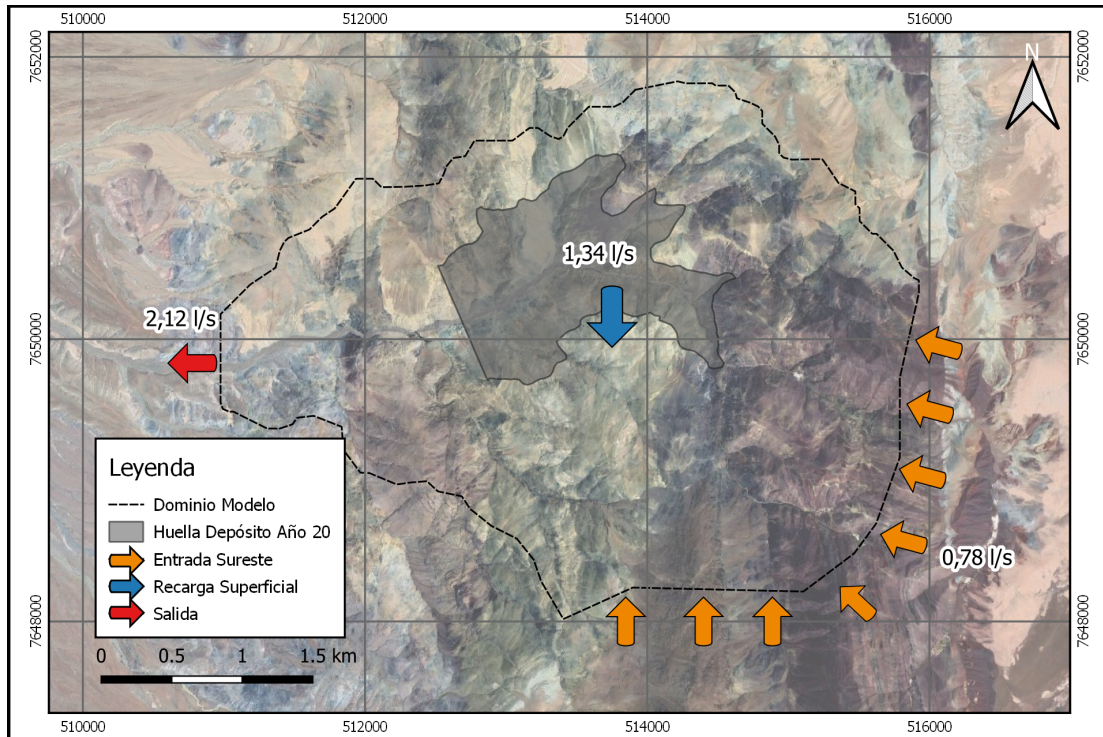 510000 512000 514000 516000
7652000 7652000
N
1,34 l/s
2,12 l/s
7650000 7650000
Leyenda
Dominio Modelo
Huella Depósito Año 20
Entrada Sureste
Recarga Superficial
Salida
0,78 l/s
7648000 7648000
0 0.5 1 1.5 km
510000 512000 514000 516000